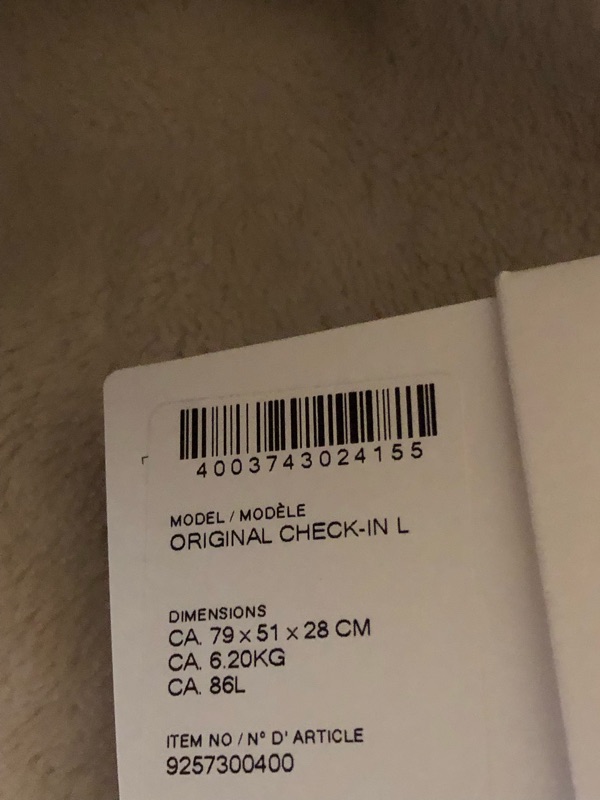 4003743024155
MODEL / MODÈLE
ORIGINAL CHECK-IN L
DIMENSIONS
CA. 79 x 51 x 28 CM
CA. 6.20KG
CA. 86L
ITEM NO / N° D' ARTICLE
9257300400